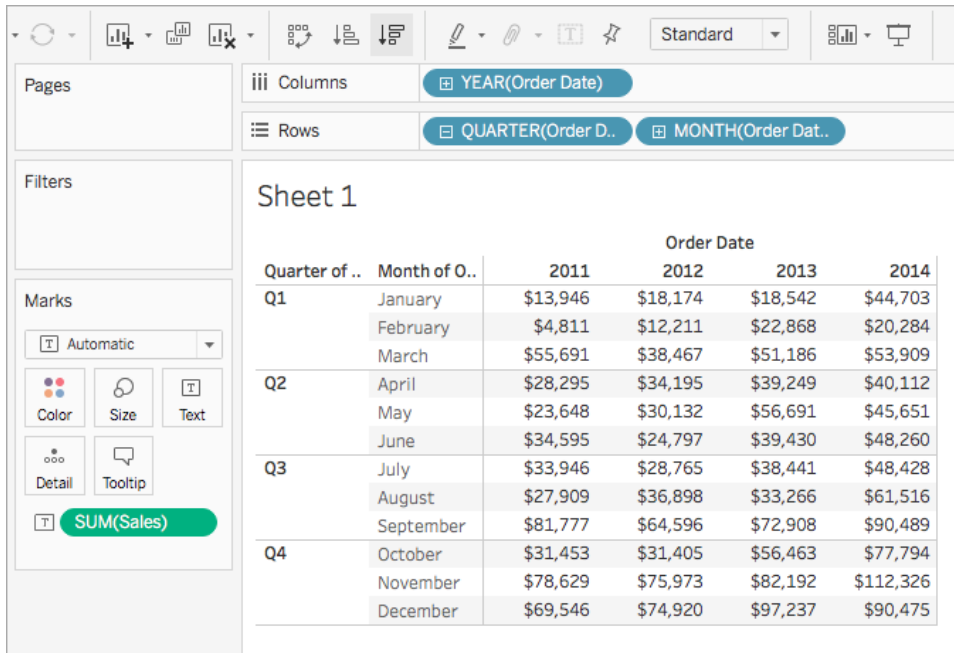 Standard
Pages
Columns
YEAR(Order Date)
Rows
QUARTER(Order D..
MONTH(Order Dat..
Filters
Sheet 1
Order Date
Quarter of .. Month of O.. 2011 2012 2013 2014
Q1 January $13,946 $18,174 $18,542 $44,703
February $4,811 $12,211 $22,868 $20,284
March $55,691 $38,467 $51,186 $53,909
Q2 April $28,295 $34,195 $39,249 $40,112
May $23,648 $30,132 $56,691 $45,651
June $34,595 $24,797 $39,430 $48,260
Q3 July $33,946 $28,765 $38,441 $48,428
August $27,909 $36,898 $33,266 $61,516
September $81,777 $64,596 $72,908 $90,489
Q4 October $31,453 $31,405 $56,463 $77,794
November $78,629 $75,973 $82,192 $112,326
December $69,546 $74,920 $97,237 $90,475
Marks
T Automatic
Color Size Text
Detail Tooltip
T SUM(Sales)